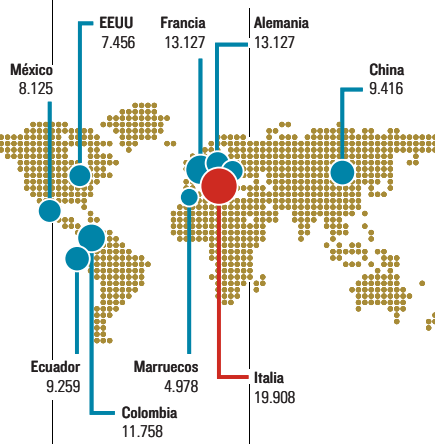 EEUU
7.456
Francia
13.127
Alemania
13.127
México
8.125
China
9.416
Ecuador
9.259
Marruecos
4.978
Italia
19.908
Colombia
11.758